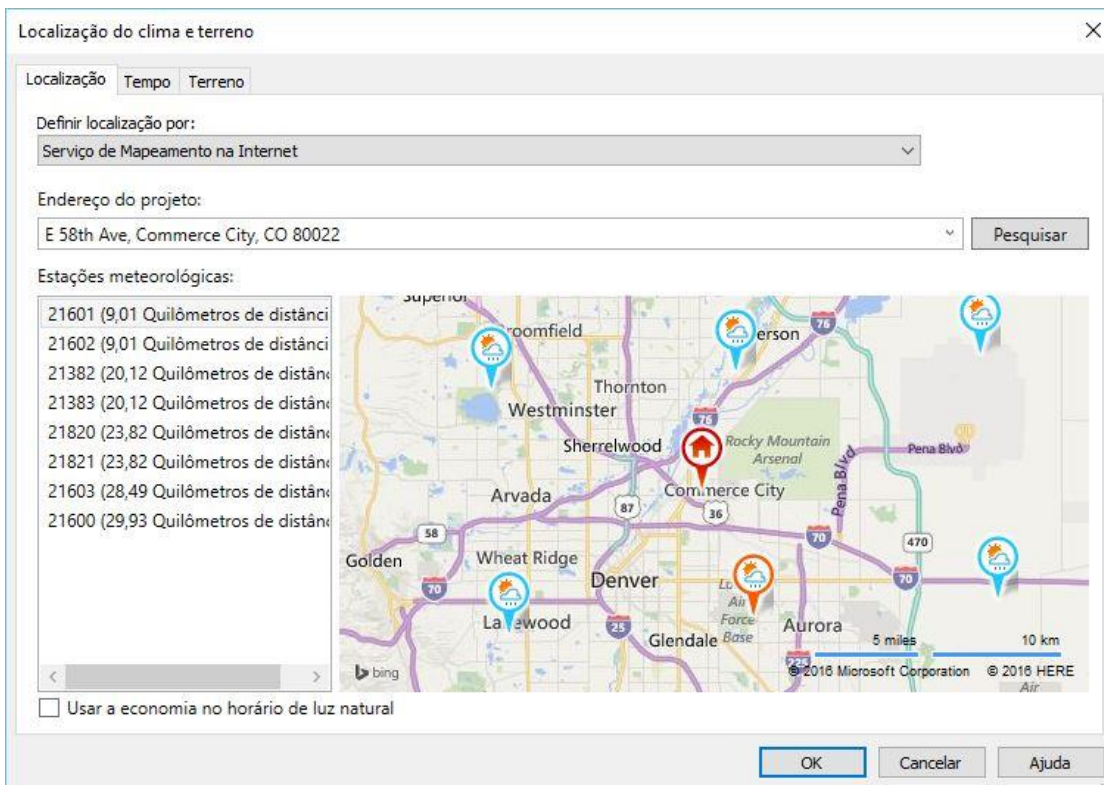 Localização do clima e terreno
Localização Tempo Terreno
Definir localização por:
Serviço de Mapeamento na Internet
Endereço do projeto:
E 58th Ave, Commerce City, CO 80022
Pesquisar
Estações meteorológicas:
21601 (9,01 Quilômetros de distânci
21602 (9,01 Quilômetros de distânci
21382 (20,12 Quilômetros de distânc
21383 (20,12 Quilômetros de distânc
21820 (23,82 Quilômetros de distânc
21821 (23,82 Quilômetros de distânc
21603 (28,49 Quilômetros de distânc
21600 (29,93 Quilômetros de distânc
Superior
76
Thornton
Westminster
76
Sherrelwood
Rocky Mountain
Arsenal
Pena Blvd
Pena Blvd
Arvada
Commerce City
87
36
58
70
470
Golden
Wheat Ridge
70
Denver
70
Air
Force
Base
25
Glendale
Aurora
225
5 miles
10 km
bing
© 2016 Microsoft Corporation © 2016 HERE
Air
Usar a economia no horário de luz natural
OK
Cancelar
Ajuda